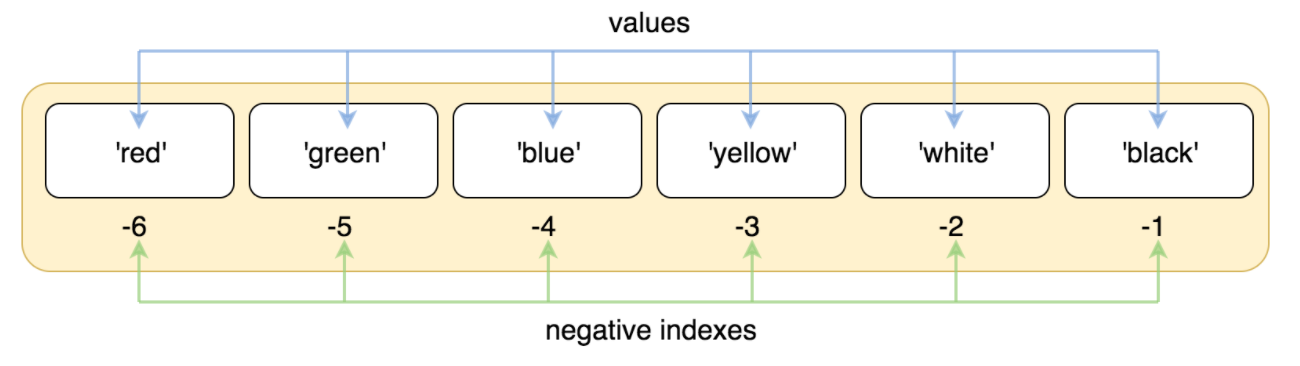 values
'red' 'green' 'blue' 'yellow' 'white' 'black'
-6 -5 -4 -3 -2 -1
negative indexes